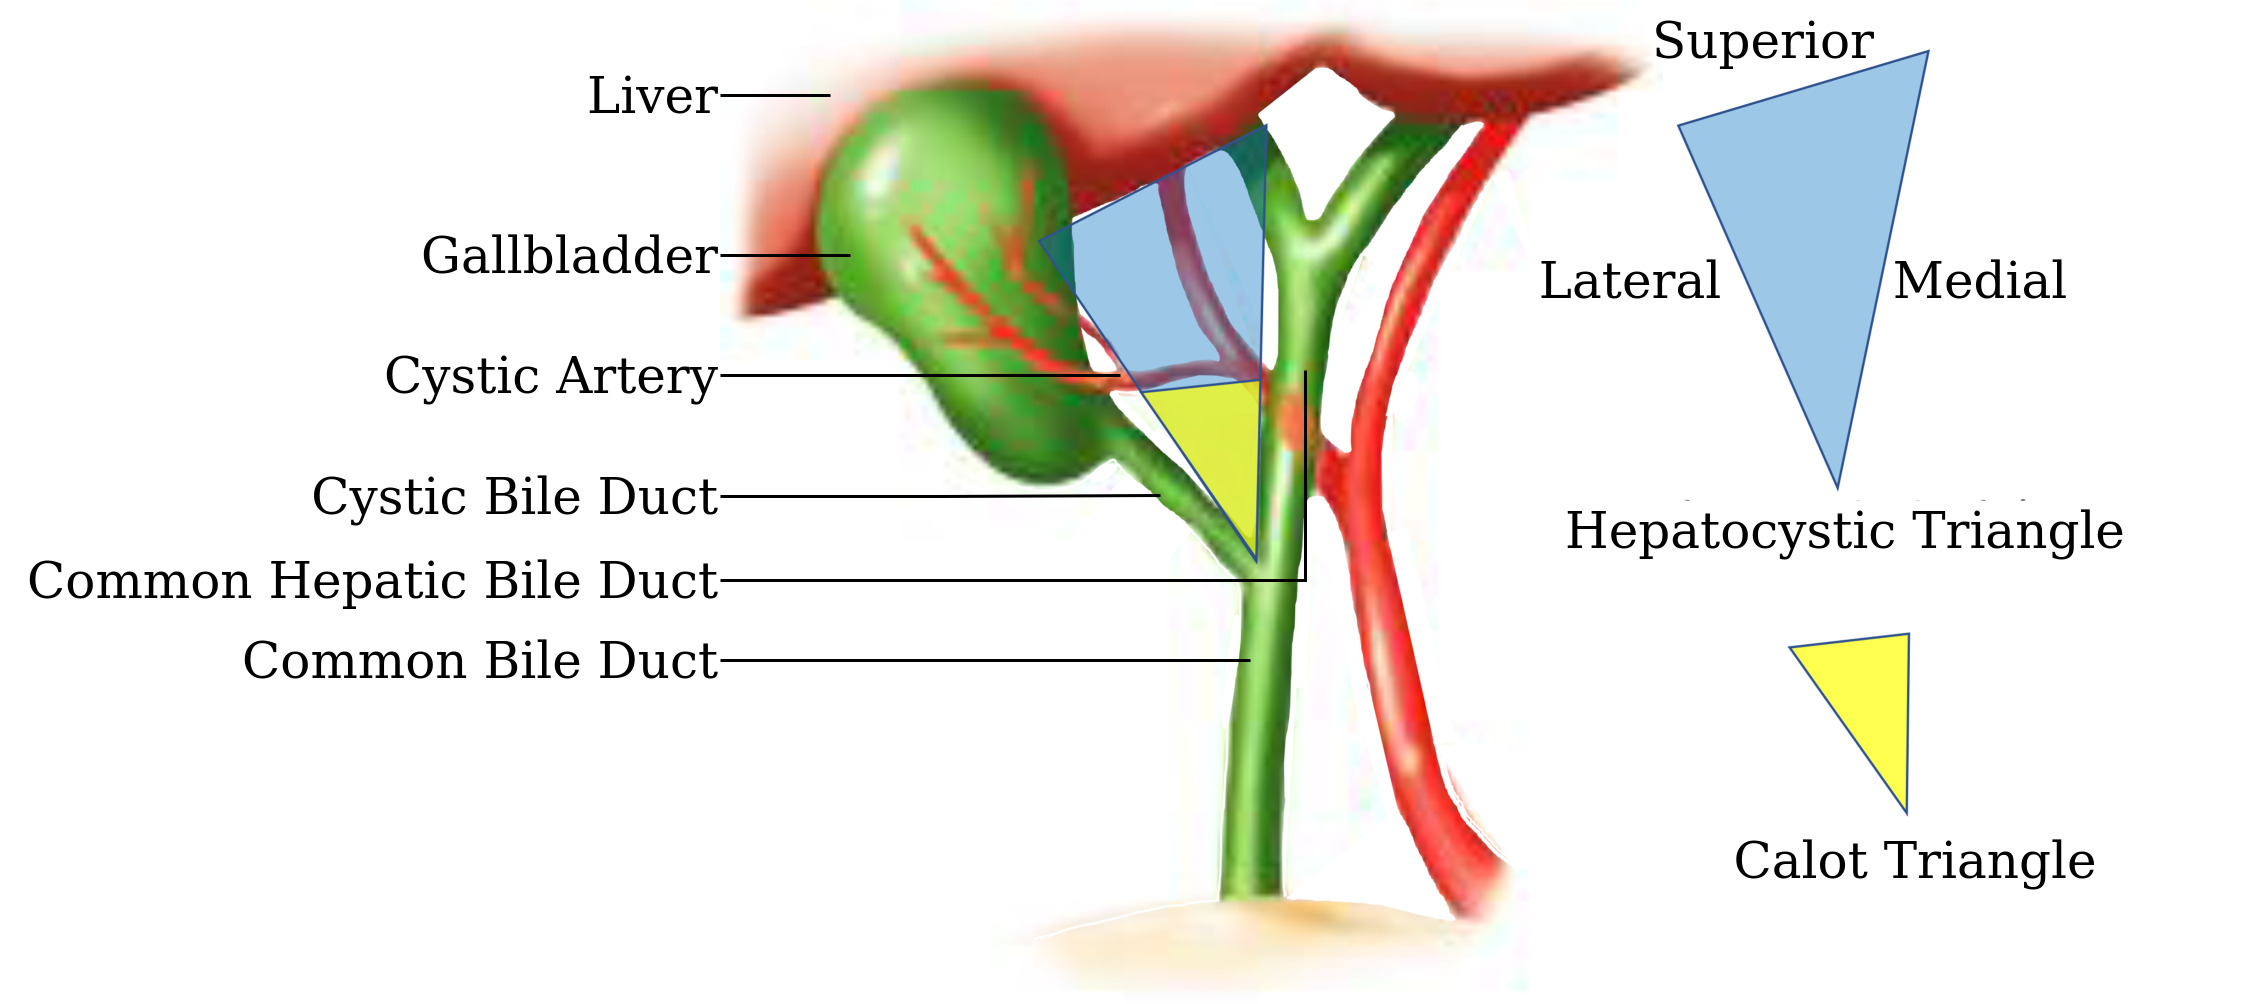 Liver
Gallbladder
Cystic Artery
Cystic Bile Duct
Common Hepatic Bile Duct
Common Bile Duct
Superior
Lateral
Medial
Hepatocystic Triangle
Calot Triangle